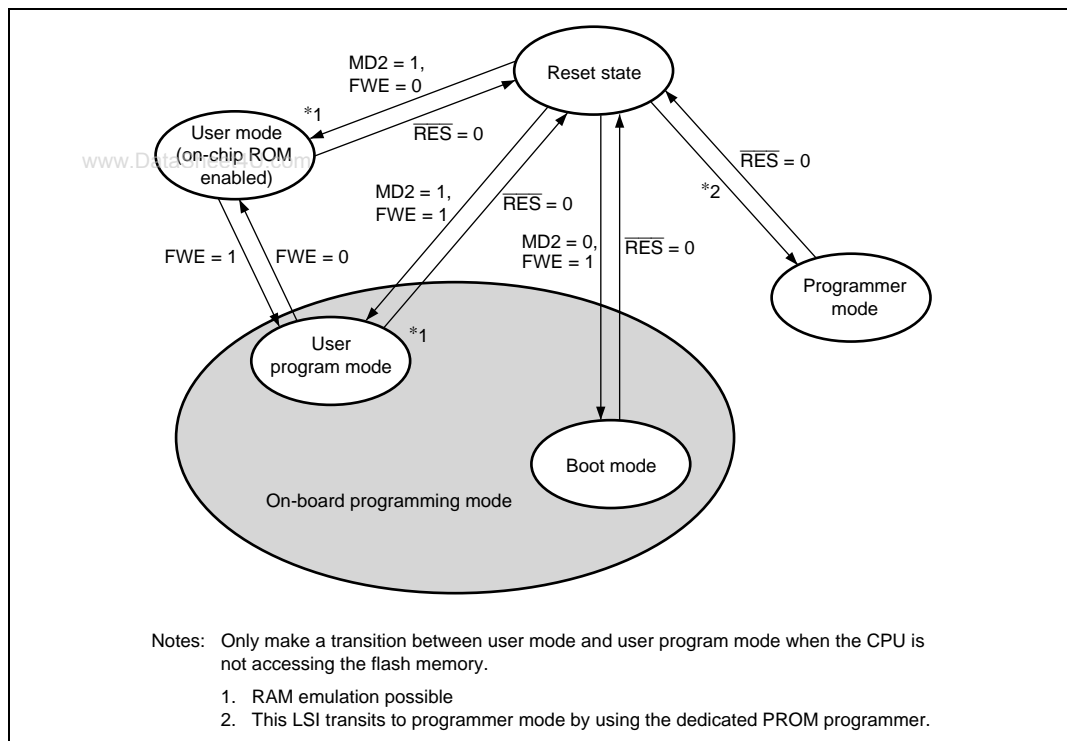 Reset state
MD2 = 1,
FWE = 0
*1
R̅E̅S̅ = 0
User mode
(on-chip ROM
enabled)
www.DataSheet4U.com
MD2 = 1,
FWE = 1
R̅E̅S̅ = 0
MD2 = 0,
FWE = 1
R̅E̅S̅ = 0
*2
R̅E̅S̅ = 0
FWE = 1
FWE = 0
Programmer
mode
User
program mode
*1
Boot mode
On-board programming mode
Notes: Only make a transition between user mode and user program mode when the CPU is
not accessing the flash memory.
1. RAM emulation possible
2. This LSI transits to programmer mode by using the dedicated PROM programmer.